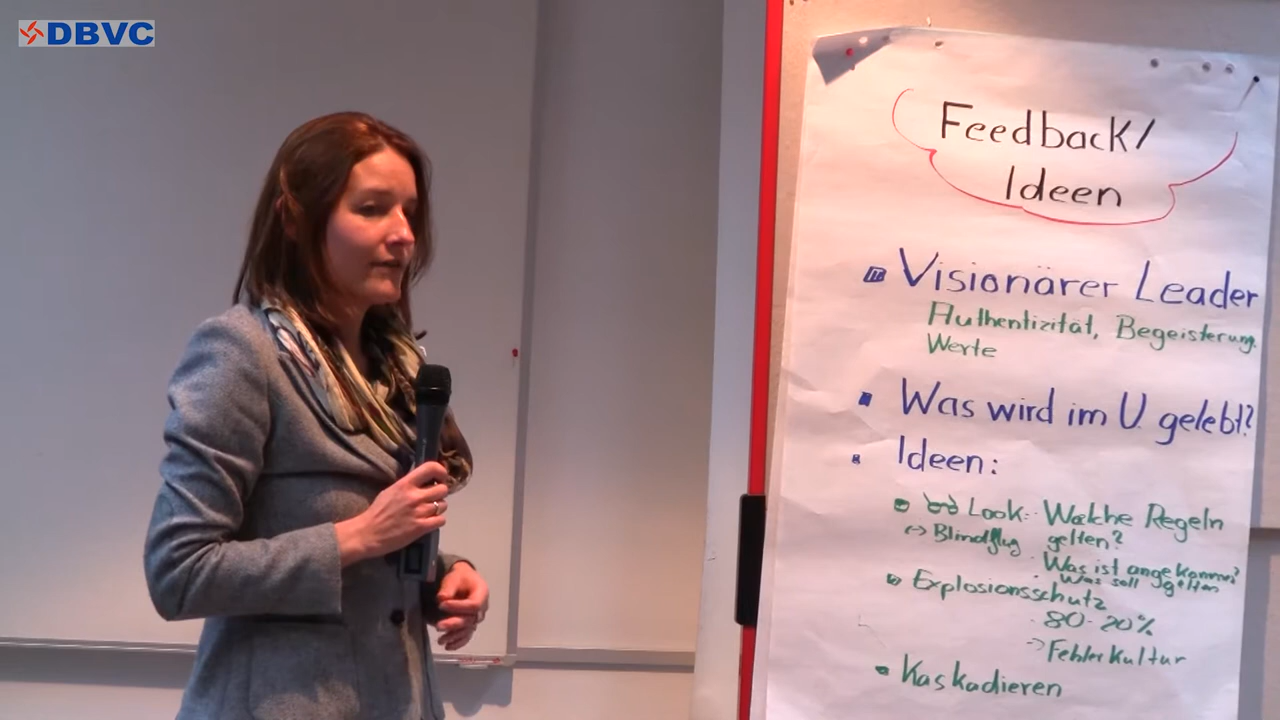 DBVC
Feedback/
Ideen
Visionärer Leader
Authentizität, Begeisterung,
Werte
Was wird im U. gelebt?
Ideen:
Look: Welche Regeln
<-> Blindflug gelten?
Was ist angekommen?
Was soll gelten
Explosionsschutz
80-20%
-> Fehlerkultur
Kaskadieren